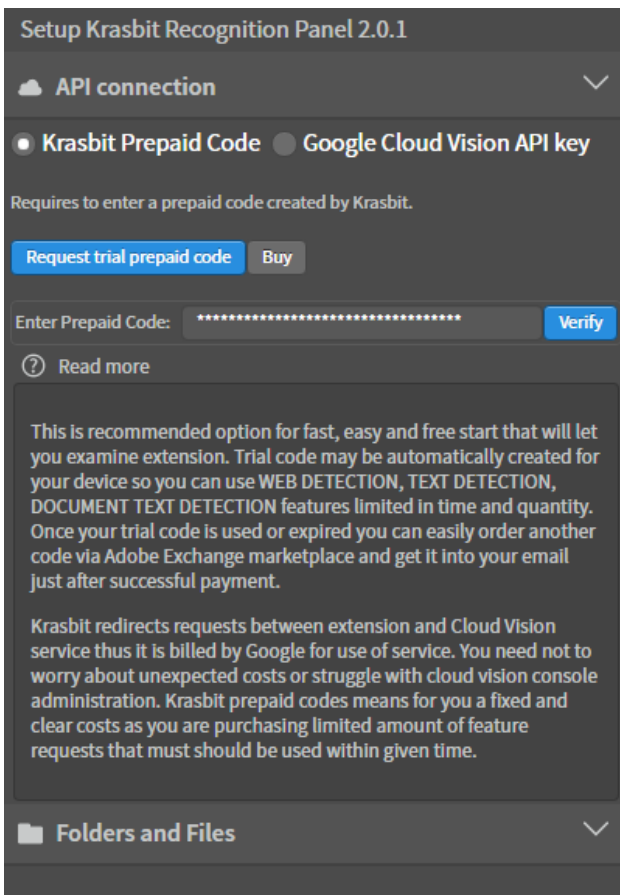 Setup Krasbit Recognition Panel 2.0.1
API connection
Krasbit Prepaid Code Google Cloud Vision API key
Requires to enter a prepaid code created by Krasbit.
Request trial prepaid code Buy
Enter Prepaid Code: ********************************** Verify
? Read more
This is recommended option for fast, easy and free start that will let
you examine extension. Trial code may be automatically created for
your device so you can use WEB DETECTION, TEXT DETECTION,
DOCUMENT TEXT DETECTION features limited in time and quantity.
Once your trial code is used or expired you can easily order another
code via Adobe Exchange marketplace and get it into your email
just after successful payment.
Krasbit redirects requests between extension and Cloud Vision
service thus it is billed by Google for use of service. You need not to
worry about unexpected costs or struggle with cloud vision console
administration. Krasbit prepaid codes means for you a fixed and
clear costs as you are purchasing limited amount of feature
requests that must should be used within given time.
Folders and Files